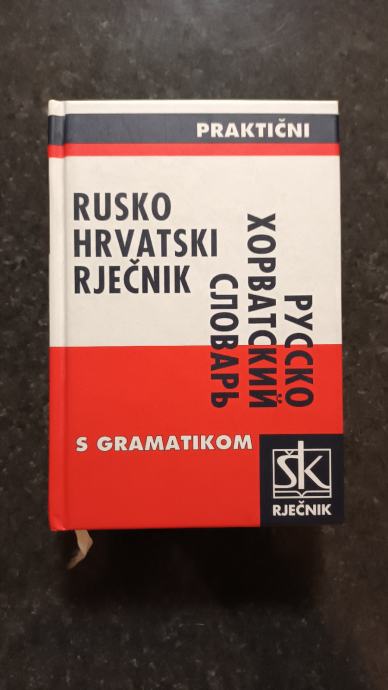 PRAKTIČNI
RUSKO
HRVATSKI
RJEČNIK
РУССКО
ХОРВАТСКИЙ
СЛОВАРЬ
S GRAMATIKOM
ŠK
RJEČNIK